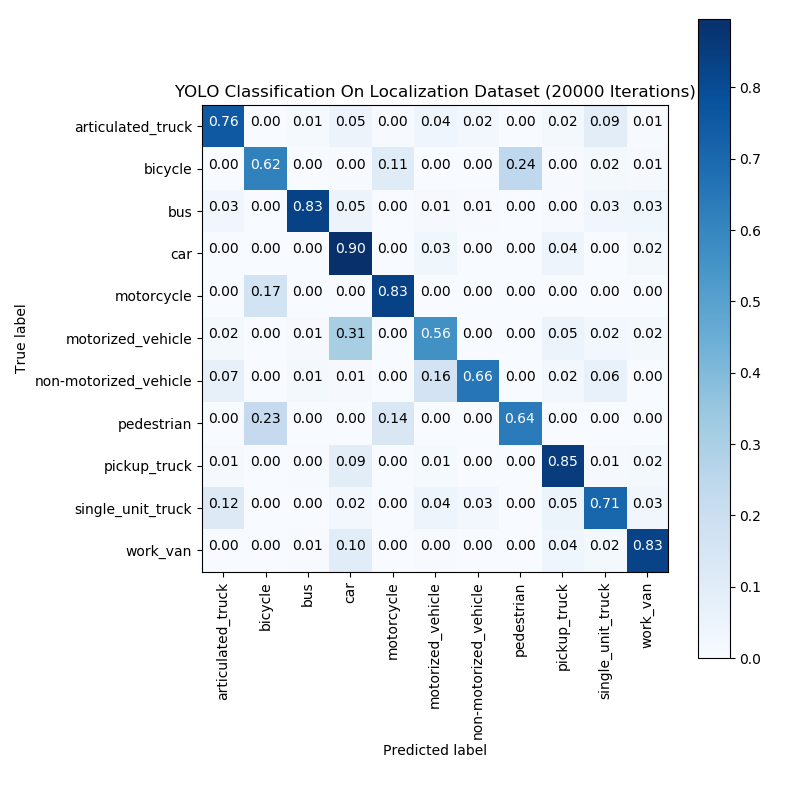 YOLO Classification On Localization Dataset (20000 Iterations)
articulated_truck 0.76 0.00 0.01 0.05 0.00 0.04 0.02 0.00 0.02 0.09 0.01
bicycle 0.00 0.62 0.00 0.00 0.11 0.00 0.00 0.24 0.00 0.02 0.01
bus 0.03 0.00 0.83 0.05 0.00 0.01 0.01 0.00 0.00 0.03 0.03
car 0.00 0.00 0.00 0.90 0.00 0.03 0.00 0.00 0.04 0.00 0.02
motorcycle 0.00 0.17 0.00 0.00 0.83 0.00 0.00 0.00 0.00 0.00 0.00
motorized_vehicle 0.02 0.00 0.01 0.31 0.00 0.56 0.00 0.00 0.05 0.02 0.02
non-motorized_vehicle 0.07 0.00 0.01 0.01 0.00 0.16 0.66 0.00 0.02 0.06 0.00
pedestrian 0.00 0.23 0.00 0.00 0.14 0.00 0.00 0.64 0.00 0.00 0.00
pickup_truck 0.01 0.00 0.00 0.09 0.00 0.01 0.00 0.00 0.85 0.01 0.02
single_unit_truck 0.12 0.00 0.00 0.02 0.00 0.04 0.03 0.00 0.05 0.71 0.03
work_van 0.00 0.00 0.01 0.10 0.00 0.00 0.00 0.00 0.04 0.02 0.83
True label
articulated_truck
bicycle
bus
car
motorcycle
motorized_vehicle
non-motorized_vehicle
pedestrian
pickup_truck
single_unit_truck
work_van
Predicted label
0.8
0.7
0.6
0.5
0.4
0.3
0.2
0.1
0.0